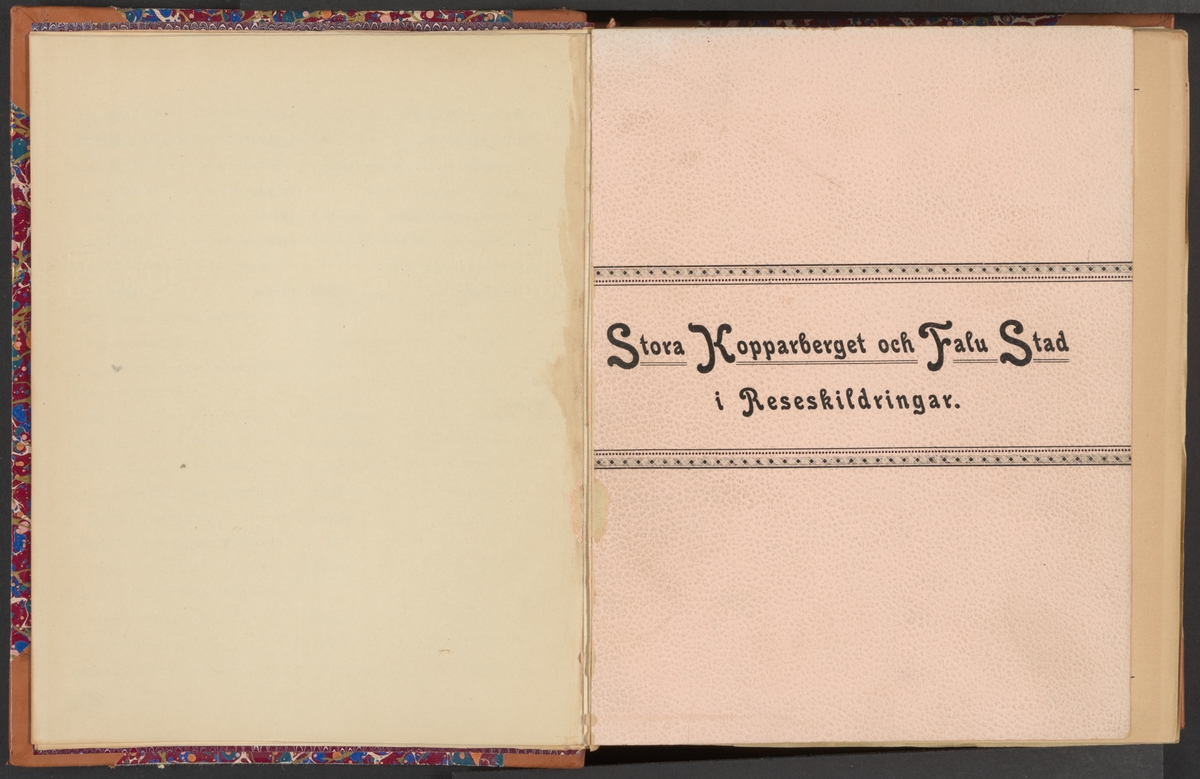 Stora Kopparberget och Falu Stad
i Reseskildringar.